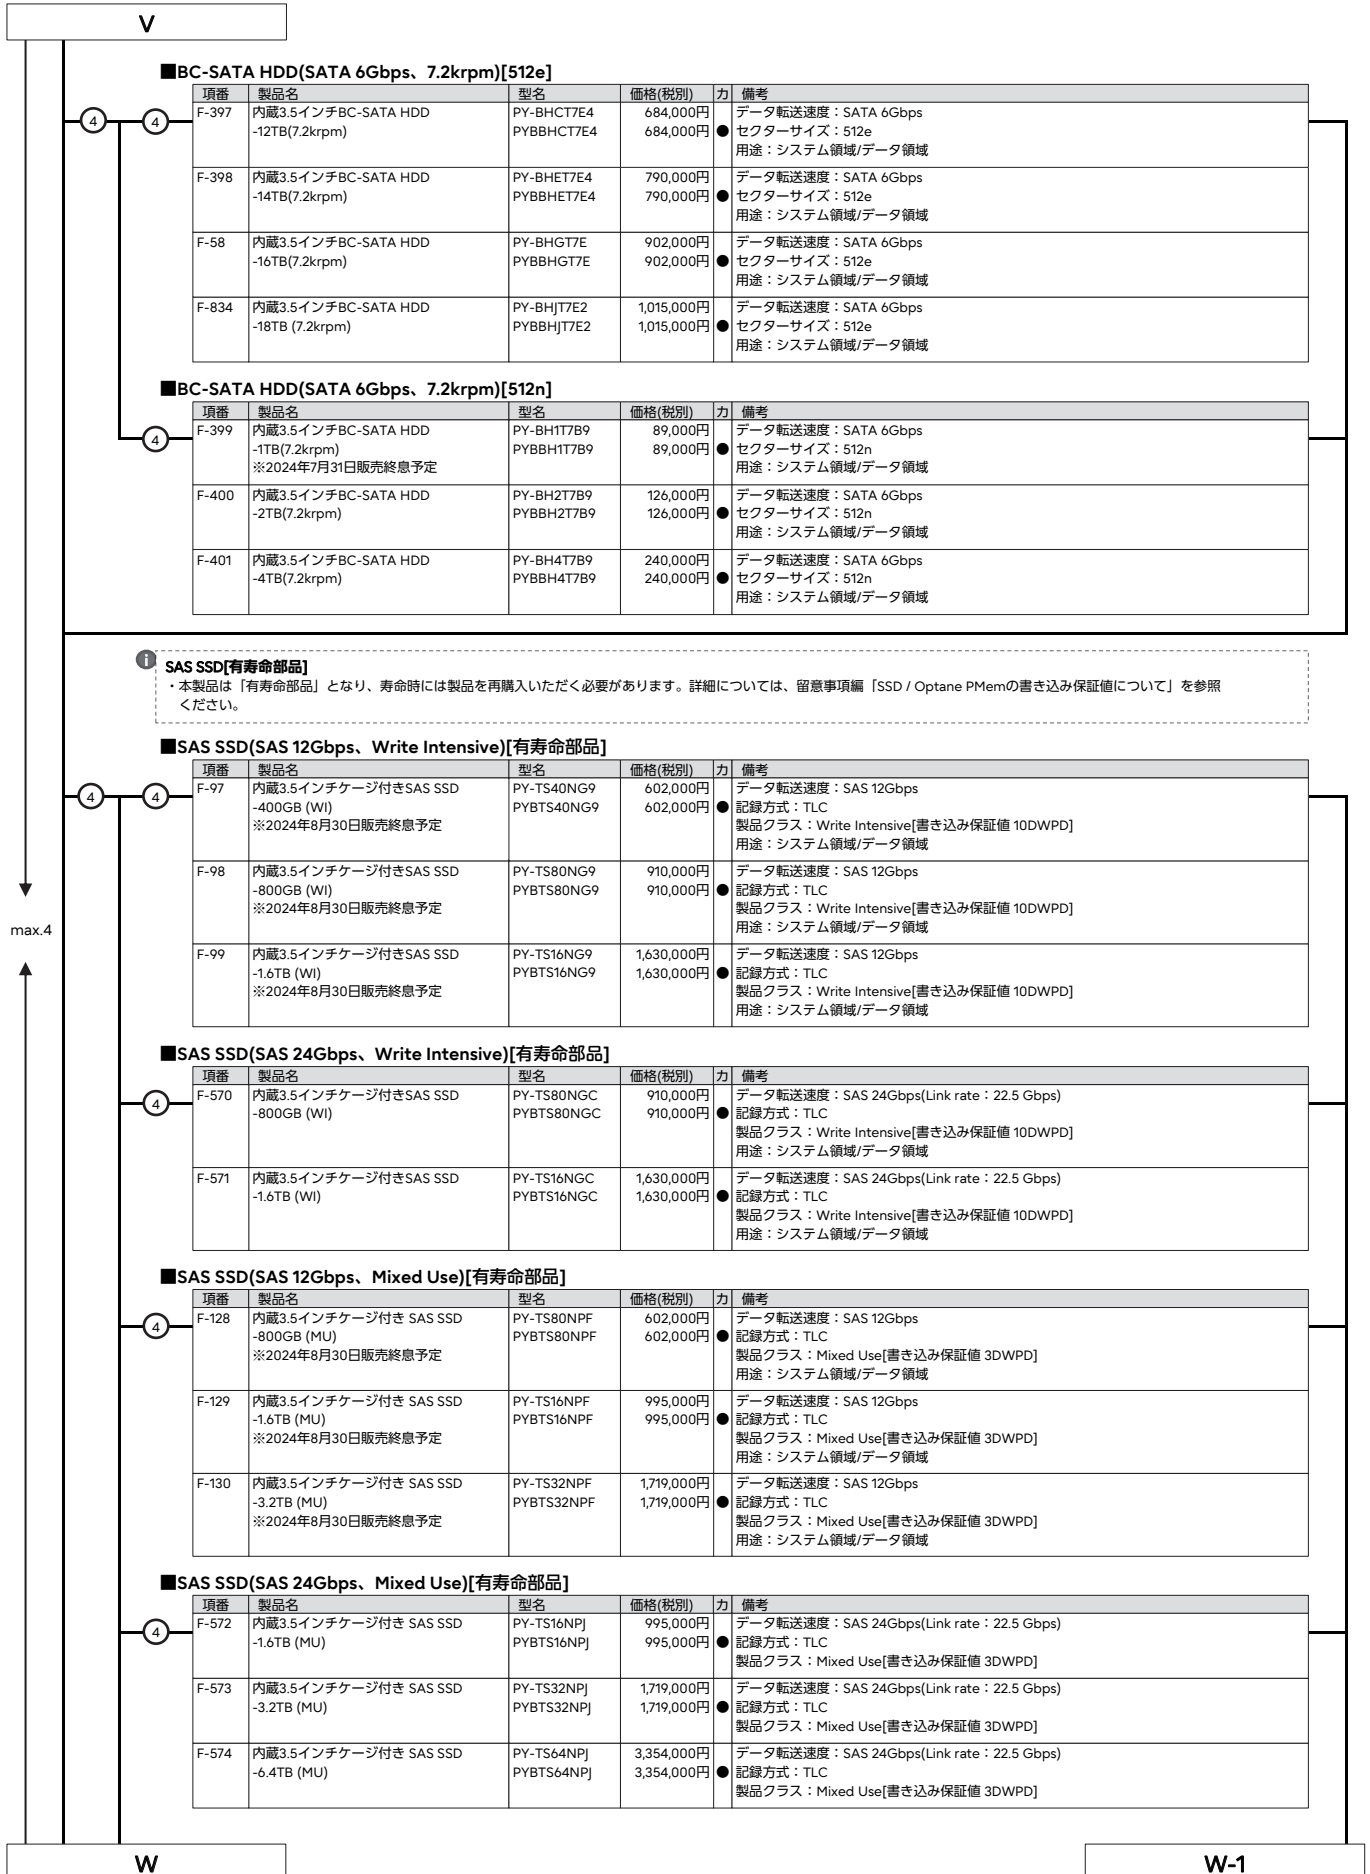 V
■BC-SATA HDD(SATA 6Gbps、7.2krpm)[512e]
項番 製品名 型名 価格(税別) カ 備考
F-397 内蔵3.5インチBC-SATA HDD PY-BHCT7E4 684,000円 データ転送速度：SATA 6Gbps
④ ④ -12TB(7.2krpm) PYBBHCT7E4 684,000円 ● セクターサイズ：512e
用途：システム領域/データ領域
F-398 内蔵3.5インチBC-SATA HDD PY-BHET7E4 790,000円 データ転送速度：SATA 6Gbps
-14TB(7.2krpm) PYBBHET7E4 790,000円 ● セクターサイズ：512e
用途：システム領域/データ領域
F-58 内蔵3.5インチBC-SATA HDD PY-BHGT7E 902,000円 データ転送速度：SATA 6Gbps
-16TB(7.2krpm) PYBBHGT7E 902,000円 ● セクターサイズ：512e
用途：システム領域/データ領域
F-834 内蔵3.5インチBC-SATA HDD PY-BHJT7E2 1,015,000円 データ転送速度：SATA 6Gbps
-18TB (7.2krpm) PYBBHJT7E2 1,015,000円 ● セクターサイズ：512e
用途：システム領域/データ領域
■BC-SATA HDD(SATA 6Gbps、7.2krpm)[512n]
項番 製品名 型名 価格(税別) カ 備考
F-399 内蔵3.5インチBC-SATA HDD PY-BH1T7B9 89,000円 データ転送速度：SATA 6Gbps
④ -1TB(7.2krpm) PYBBH1T7B9 89,000円 ● セクターサイズ：512n
※2024年7月31日販売終息予定 用途：システム領域/データ領域
F-400 内蔵3.5インチBC-SATA HDD PY-BH2T7B9 126,000円 データ転送速度：SATA 6Gbps
-2TB(7.2krpm) PYBBH2T7B9 126,000円 ● セクターサイズ：512n
用途：システム領域/データ領域
F-401 内蔵3.5インチBC-SATA HDD PY-BH4T7B9 240,000円 データ転送速度：SATA 6Gbps
-4TB(7.2krpm) PYBBH4T7B9 240,000円 ● セクターサイズ：512n
用途：システム領域/データ領域
i SAS SSD[有寿命部品]
・本製品は「有寿命部品」となり、寿命時には製品を再購入いただく必要があります。詳細については、留意事項編「SSD / Optane PMemの書き込み保証値について」を参照
ください。
■SAS SSD(SAS 12Gbps、Write Intensive)[有寿命部品]
項番 製品名 型名 価格(税別) カ 備考
F-97 内蔵3.5インチケージ付きSAS SSD PY-TS40NG9 602,000円 データ転送速度：SAS 12Gbps
④ ④ -400GB (WI) PYBTS40NG9 602,000円 ● 記録方式：TLC
※2024年8月30日販売終息予定 製品クラス：Write Intensive[書き込み保証値 10DWPD]
用途：システム領域/データ領域
F-98 内蔵3.5インチケージ付きSAS SSD PY-TS80NG9 910,000円 データ転送速度：SAS 12Gbps
-800GB (WI) PYBTS80NG9 910,000円 ● 記録方式：TLC
※2024年8月30日販売終息予定 製品クラス：Write Intensive[書き込み保証値 10DWPD]
用途：システム領域/データ領域
max.4
F-99 内蔵3.5インチケージ付きSAS SSD PY-TS16NG9 1,630,000円 データ転送速度：SAS 12Gbps
-1.6TB (WI) PYBTS16NG9 1,630,000円 ● 記録方式：TLC
※2024年8月30日販売終息予定 製品クラス：Write Intensive[書き込み保証値 10DWPD]
用途：システム領域/データ領域
■SAS SSD(SAS 24Gbps、Write Intensive)[有寿命部品]
項番 製品名 型名 価格(税別) カ 備考
F-570 内蔵3.5インチケージ付きSAS SSD PY-TS80NGC 910,000円 データ転送速度：SAS 24Gbps(Link rate：22.5 Gbps)
④ -800GB (WI) PYBTS80NGC 910,000円 ● 記録方式：TLC
製品クラス：Write Intensive[書き込み保証値 10DWPD]
用途：システム領域/データ領域
F-571 内蔵3.5インチケージ付きSAS SSD PY-TS16NGC 1,630,000円 データ転送速度：SAS 24Gbps(Link rate：22.5 Gbps)
-1.6TB (WI) PYBTS16NGC 1,630,000円 ● 記録方式：TLC
製品クラス：Write Intensive[書き込み保証値 10DWPD]
用途：システム領域/データ領域
■SAS SSD(SAS 12Gbps、Mixed Use)[有寿命部品]
項番 製品名 型名 価格(税別) カ 備考
F-128 内蔵3.5インチケージ付き SAS SSD PY-TS80NPF 602,000円 データ転送速度：SAS 12Gbps
④ -800GB (MU) PYBTS80NPF 602,000円 ● 記録方式：TLC
※2024年8月30日販売終息予定 製品クラス：Mixed Use[書き込み保証値 3DWPD]
用途：システム領域/データ領域
F-129 内蔵3.5インチケージ付き SAS SSD PY-TS16NPF 995,000円 データ転送速度：SAS 12Gbps
-1.6TB (MU) PYBTS16NPF 995,000円 ● 記録方式：TLC
※2024年8月30日販売終息予定 製品クラス：Mixed Use[書き込み保証値 3DWPD]
用途：システム領域/データ領域
F-130 内蔵3.5インチケージ付き SAS SSD PY-TS32NPF 1,719,000円 データ転送速度：SAS 12Gbps
-3.2TB (MU) PYBTS32NPF 1,719,000円 ● 記録方式：TLC
※2024年8月30日販売終息予定 製品クラス：Mixed Use[書き込み保証値 3DWPD]
用途：システム領域/データ領域
■SAS SSD(SAS 24Gbps、Mixed Use)[有寿命部品]
項番 製品名 型名 価格(税別) カ 備考
F-572 内蔵3.5インチケージ付き SAS SSD PY-TS16NPJ 995,000円 データ転送速度：SAS 24Gbps(Link rate：22.5 Gbps)
④ -1.6TB (MU) PYBTS16NPJ 995,000円 ● 記録方式：TLC
製品クラス：Mixed Use[書き込み保証値 3DWPD]
F-573 内蔵3.5インチケージ付き SAS SSD PY-TS32NPJ 1,719,000円 データ転送速度：SAS 24Gbps(Link rate：22.5 Gbps)
-3.2TB (MU) PYBTS32NPJ 1,719,000円 ● 記録方式：TLC
製品クラス：Mixed Use[書き込み保証値 3DWPD]
F-574 内蔵3.5インチケージ付き SAS SSD PY-TS64NPJ 3,354,000円 データ転送速度：SAS 24Gbps(Link rate：22.5 Gbps)
-6.4TB (MU) PYBTS64NPJ 3,354,000円 ● 記録方式：TLC
製品クラス：Mixed Use[書き込み保証値 3DWPD]
W W-1